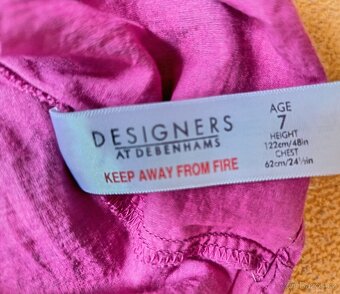 DESIGNERS
AT DEBENHAMS
KEEP AWAY FROM FIRE
AGE
7
HEIGHT
122cm/48in
CHEST
62cm/24½in